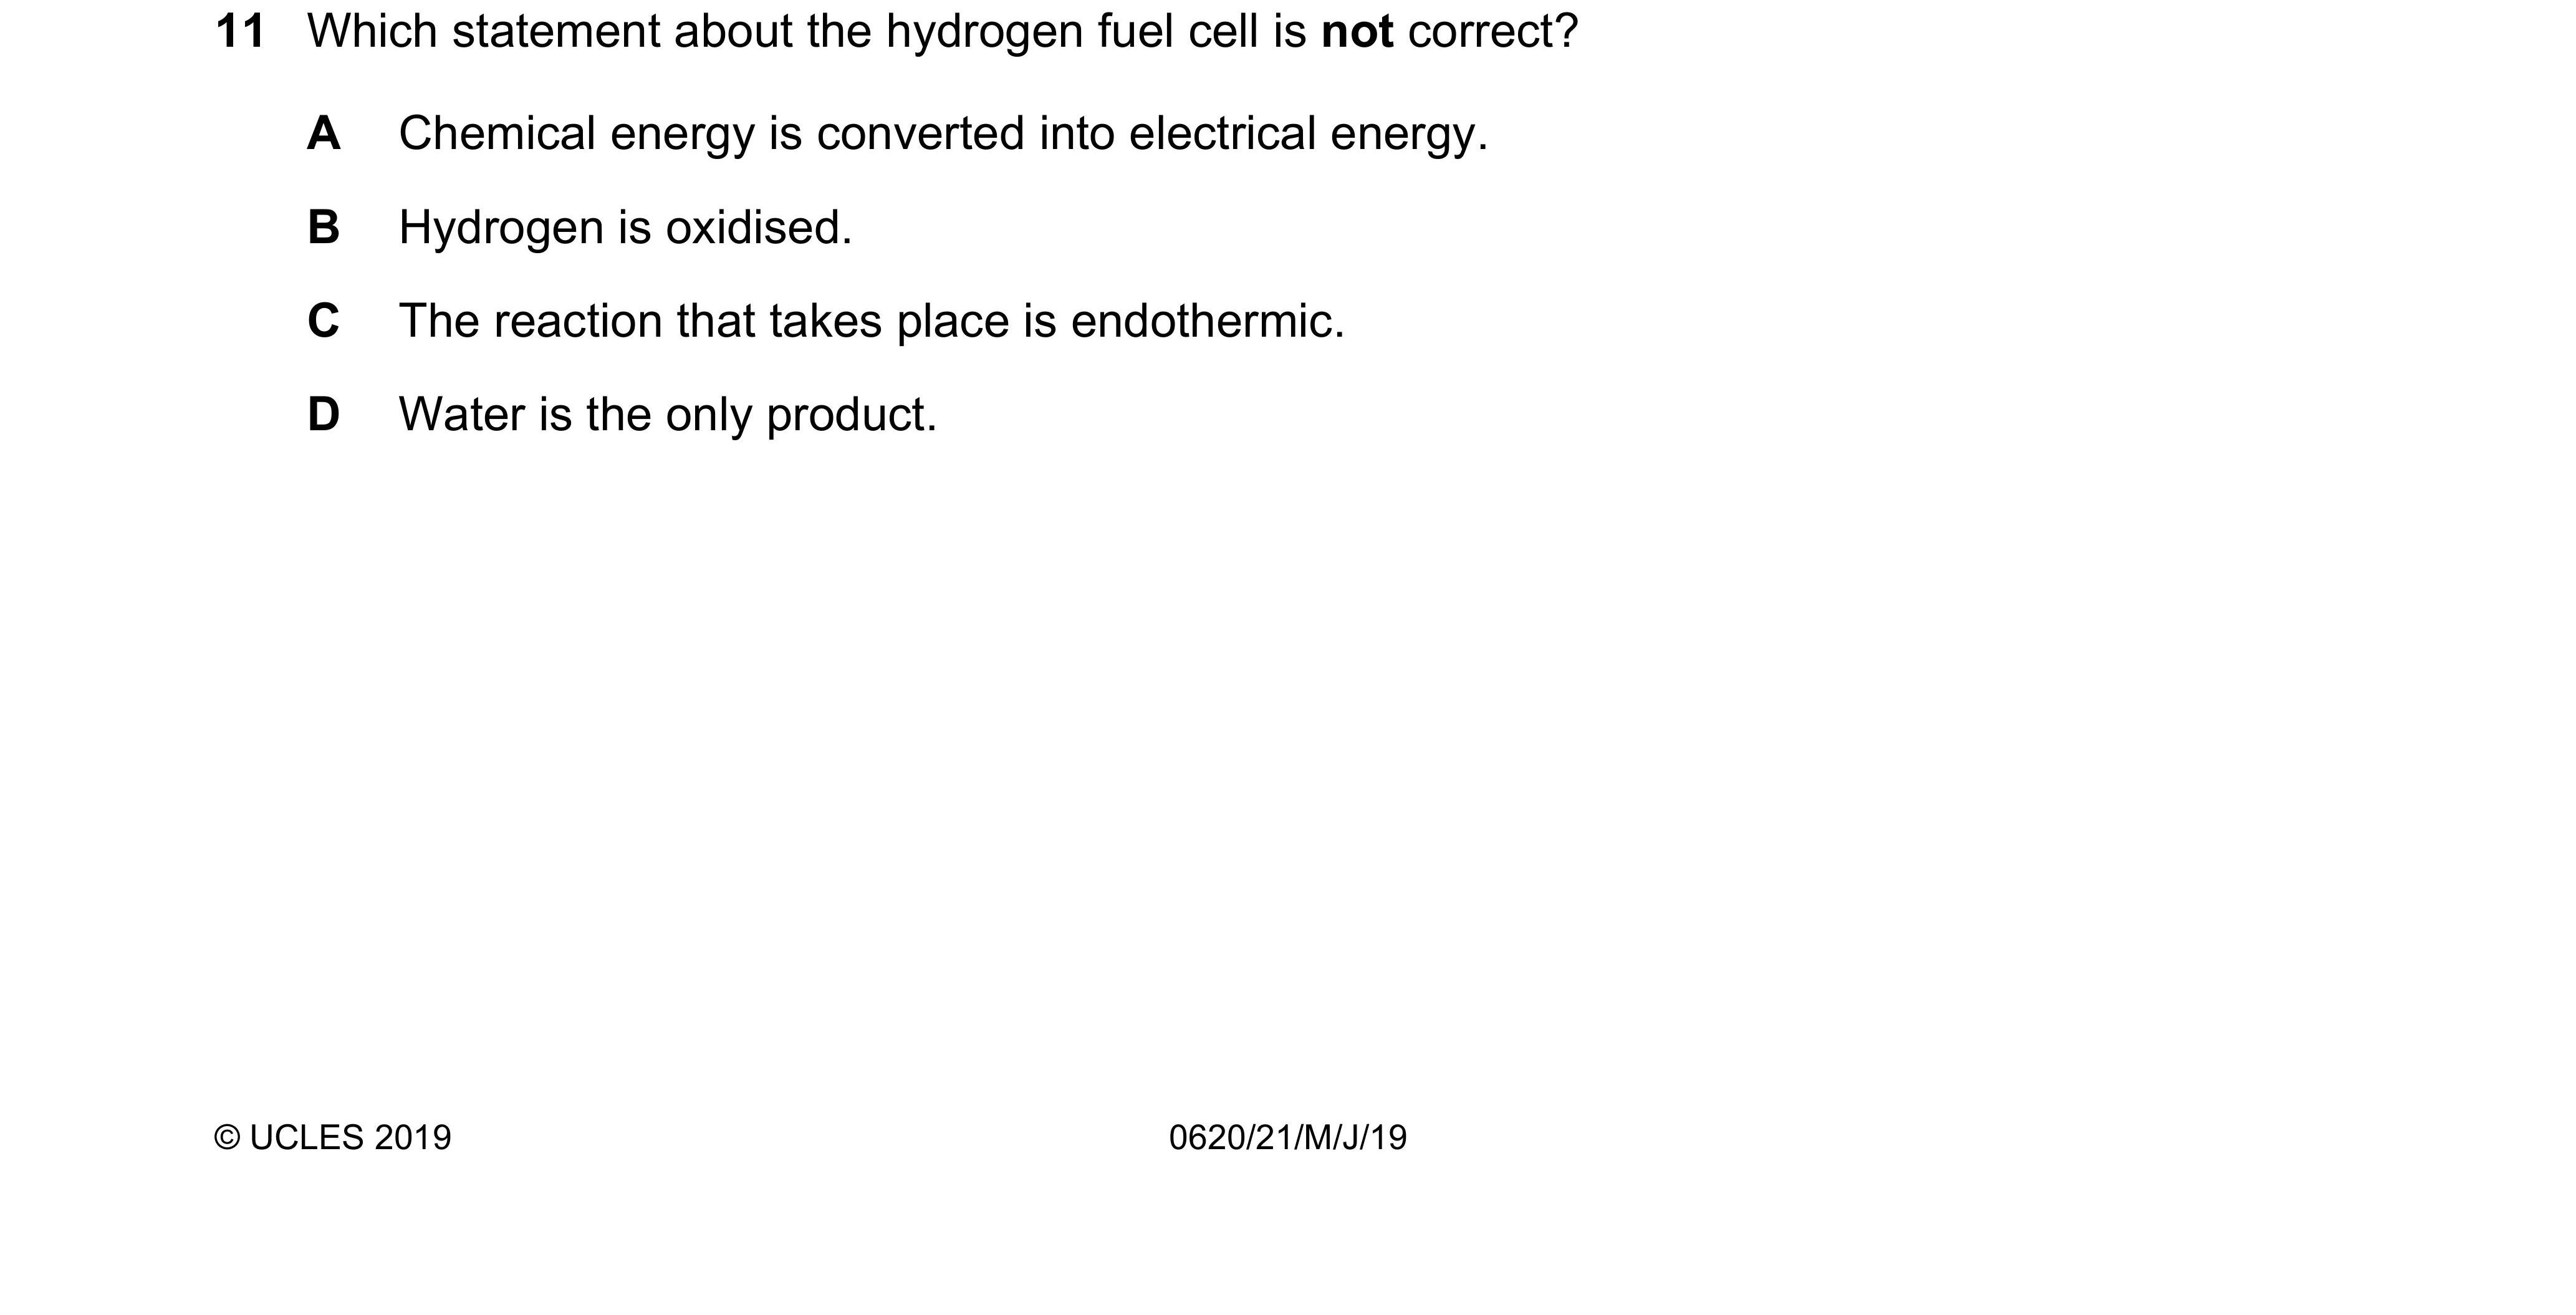 11 Which statement about the hydrogen fuel cell is not correct?
A Chemical energy is converted into electrical energy.
B Hydrogen is oxidised.
C The reaction that takes place is endothermic.
D Water is the only product.
© UCLES 2019 0620/21/M/J/19